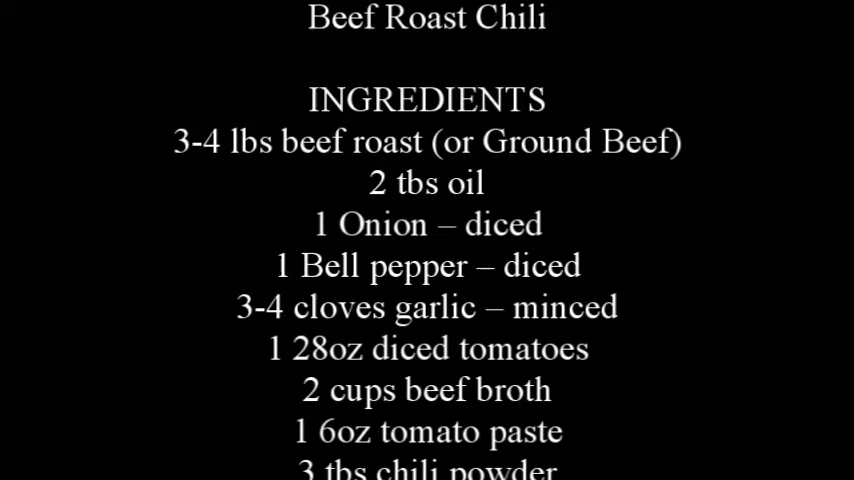 Beef Roast Chili
INGREDIENTS
3-4 lbs beef roast (or Ground Beef)
2 tbs oil
1 Onion – diced
1 Bell pepper – diced
3-4 cloves garlic – minced
1 28oz diced tomatoes
2 cups beef broth
1 6oz tomato paste
3 tbs chili powder